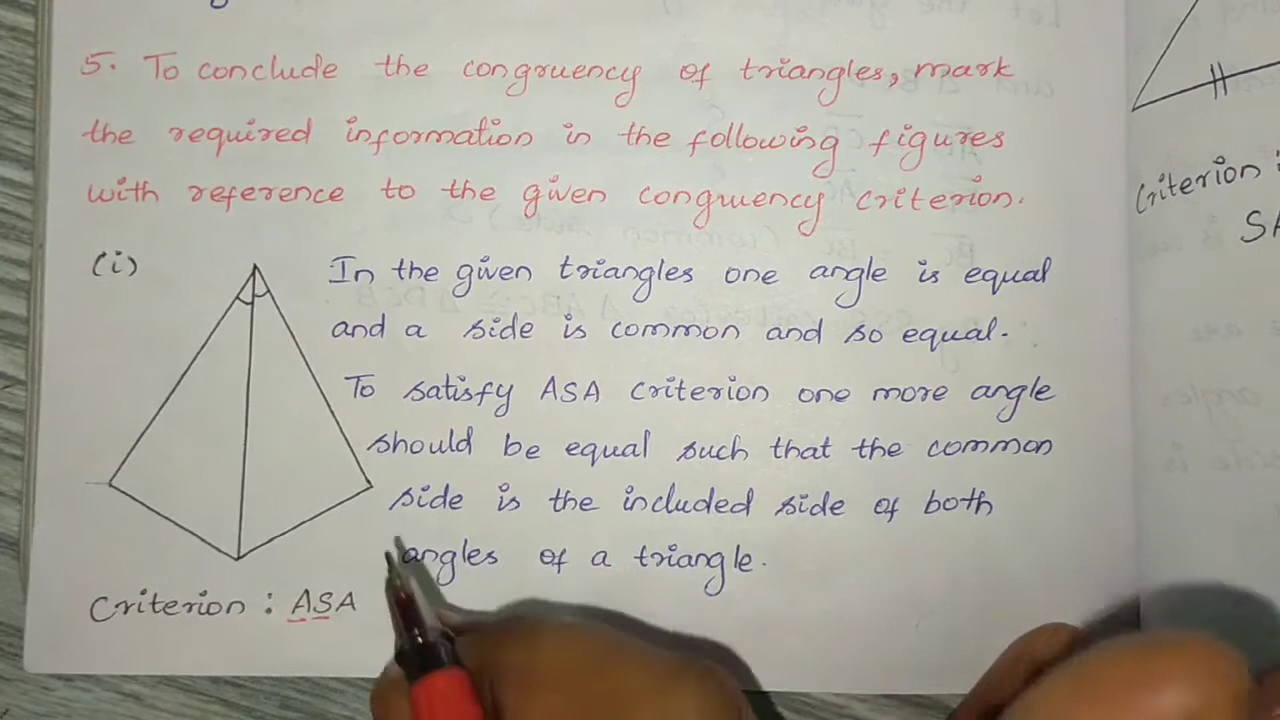 5. To conclude the congruency of triangles, mark
the required information in the following figures
with reference to the given congruency criterion.
(i)
In the given triangles one angle is equal
and a side is common and so equal.
To satisfy ASA criterion one more angle
should be equal such that the common
side is the included side of both
angles of a triangle.
Criterion : ASA
Criterion